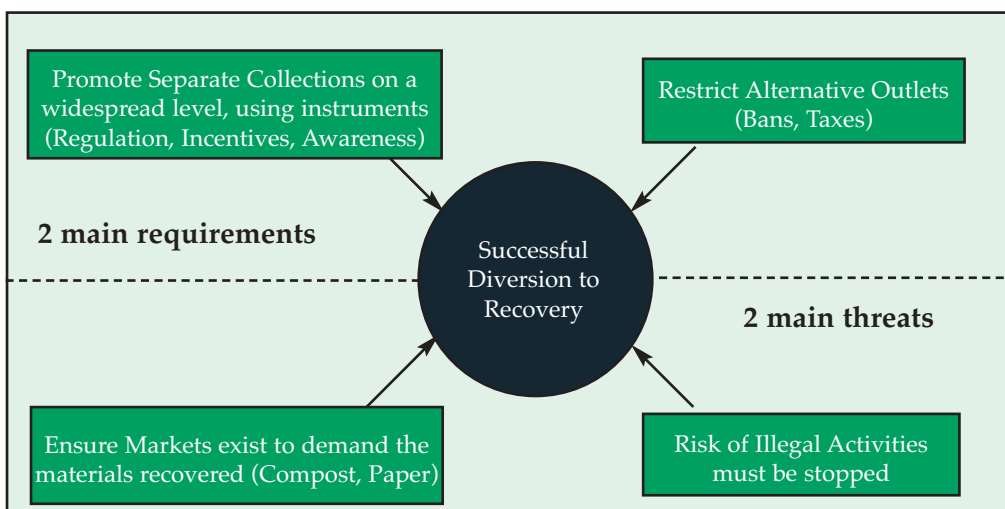 Promote Separate Collections on a
widespread level, using instruments
(Regulation, Incentives, Awareness)
Restrict Alternative Outlets
(Bans, Taxes)
2 main requirements
Successful
Diversion to
Recovery
2 main threats
Ensure Markets exist to demand the
materials recovered (Compost, Paper)
Risk of Illegal Activities
must be stopped